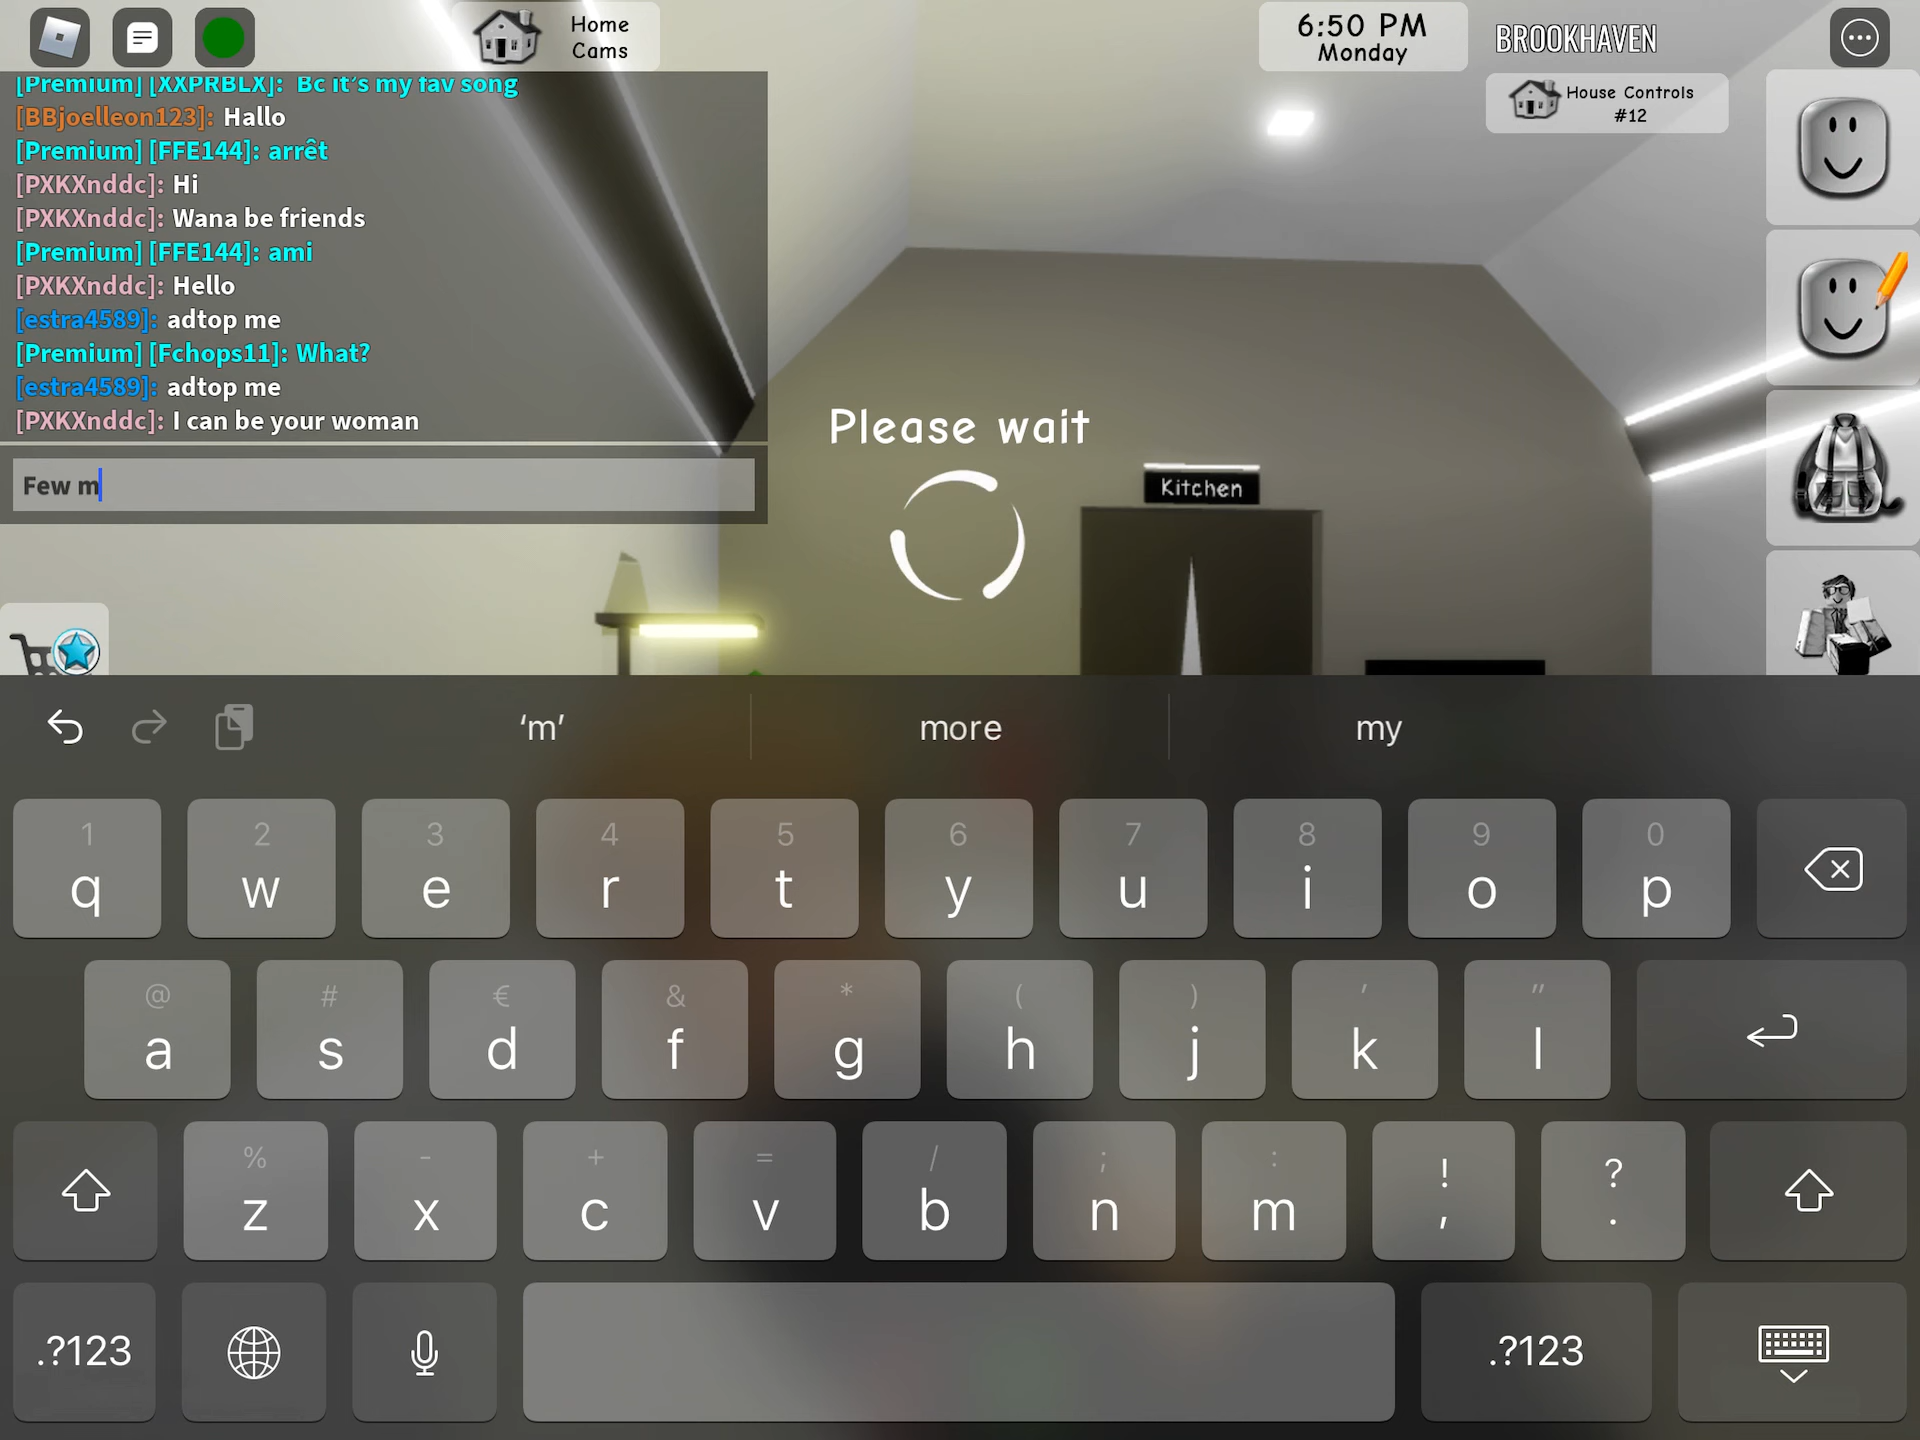 Home
Cams
6:50 PM
Monday
BROOKHAVEN
House Controls
#12
[Premium] [XXPRBLX]: Bc it's my fav song
[BBjoelleon123]: Hallo
[Premium] [FFE144]: arrêt
[PXKXnddc]: Hi
[PXKXnddc]: Wana be friends
[Premium] [FFE144]: ami
[PXKXnddc]: Hello
[estra4589]: adtop me
[Premium] [Fchops11]: What?
[estra4589]: adtop me
[PXKXnddc]: I can be your woman
Few m
Please wait
Kitchen
‘m’ more my
1 2 3 4 5 6 7 8 9 0
q w e r t y u i o p
@ # € & * ( ) ' "
a s d f g h j k l
% - + = / ; : ! ?
z x c v b n m , .
.?123 .?123